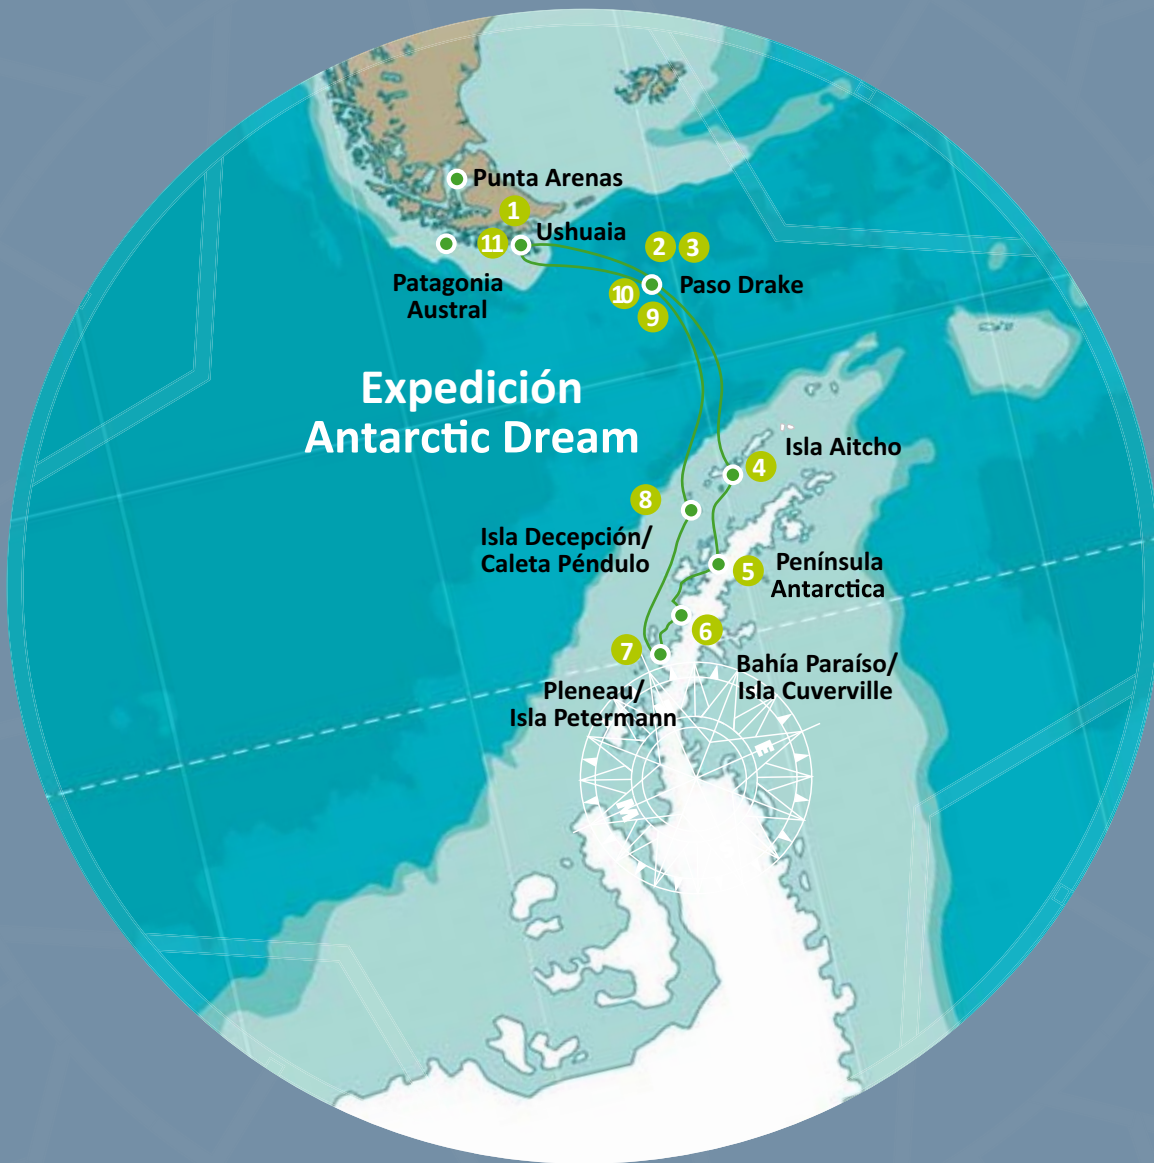 Punta Arenas
1
Ushuaia
11
2
3
Patagonia
Austral
Paso Drake
10
9
Expedición
Antarctic Dream
Isla Aitcho
4
8
Isla Decepción/
Caleta Péndulo
5
Península
Antarctica
6
7
Bahía Paraíso/
Isla Cuverville
Pleneau/
Isla Petermann
E
W